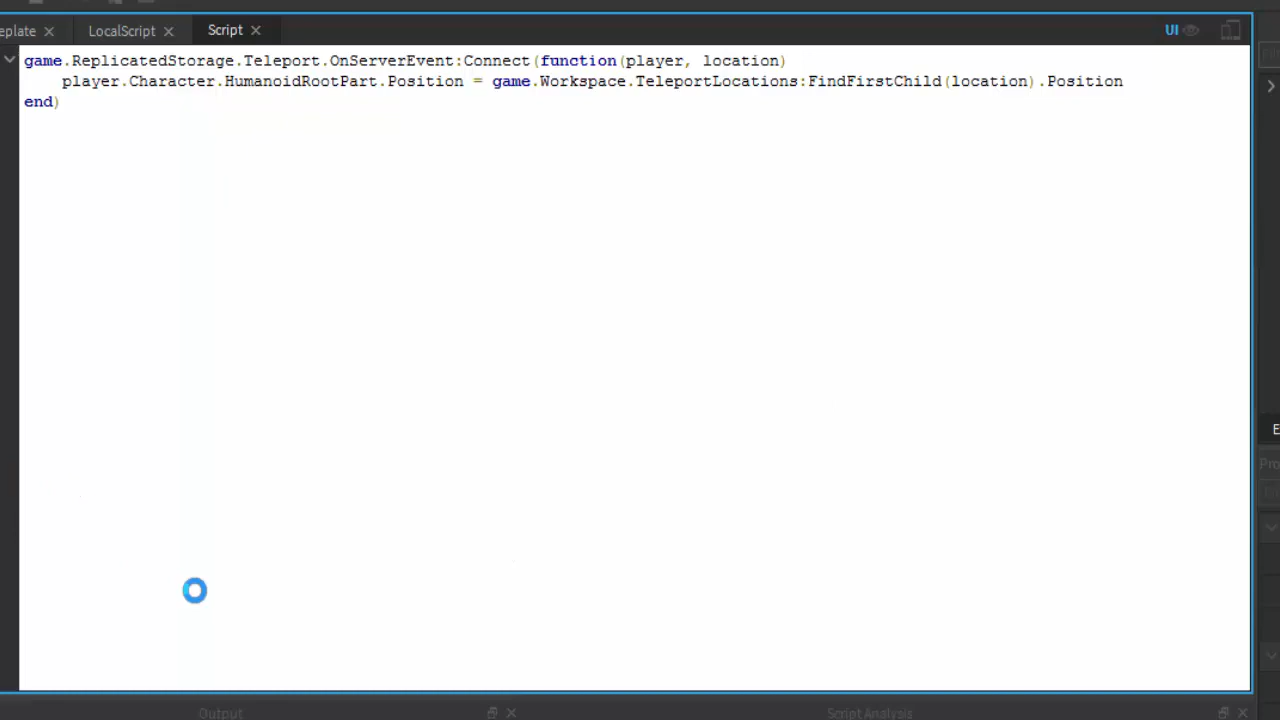 eplate
LocalScript
Script
UI
game.ReplicatedStorage.Teleport.OnServerEvent:Connect(function(player, location)
player.Character.HumanoidRootPart.Position = game.Workspace.TeleportLocations:FindFirstChild(location).Position
end)
E
Pro
Output
Script Analysis